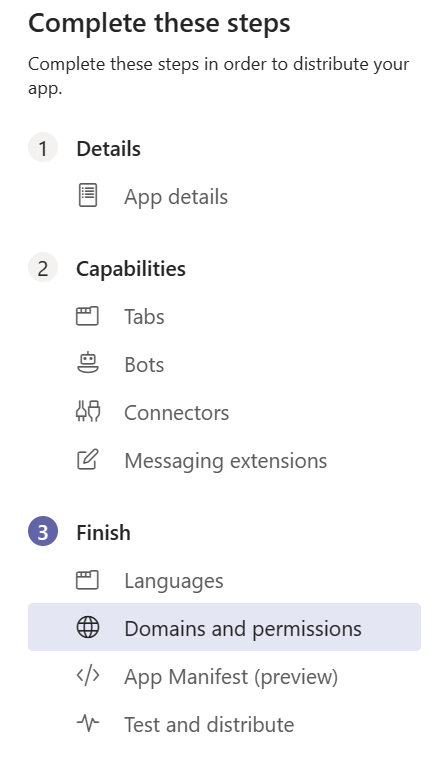 Complete these steps
Complete these steps in order to distribute your
app.
1 Details
App details
2 Capabilities
Tabs
Bots
Connectors
Messaging extensions
3 Finish
Languages
Domains and permissions
App Manifest (preview)
Test and distribute